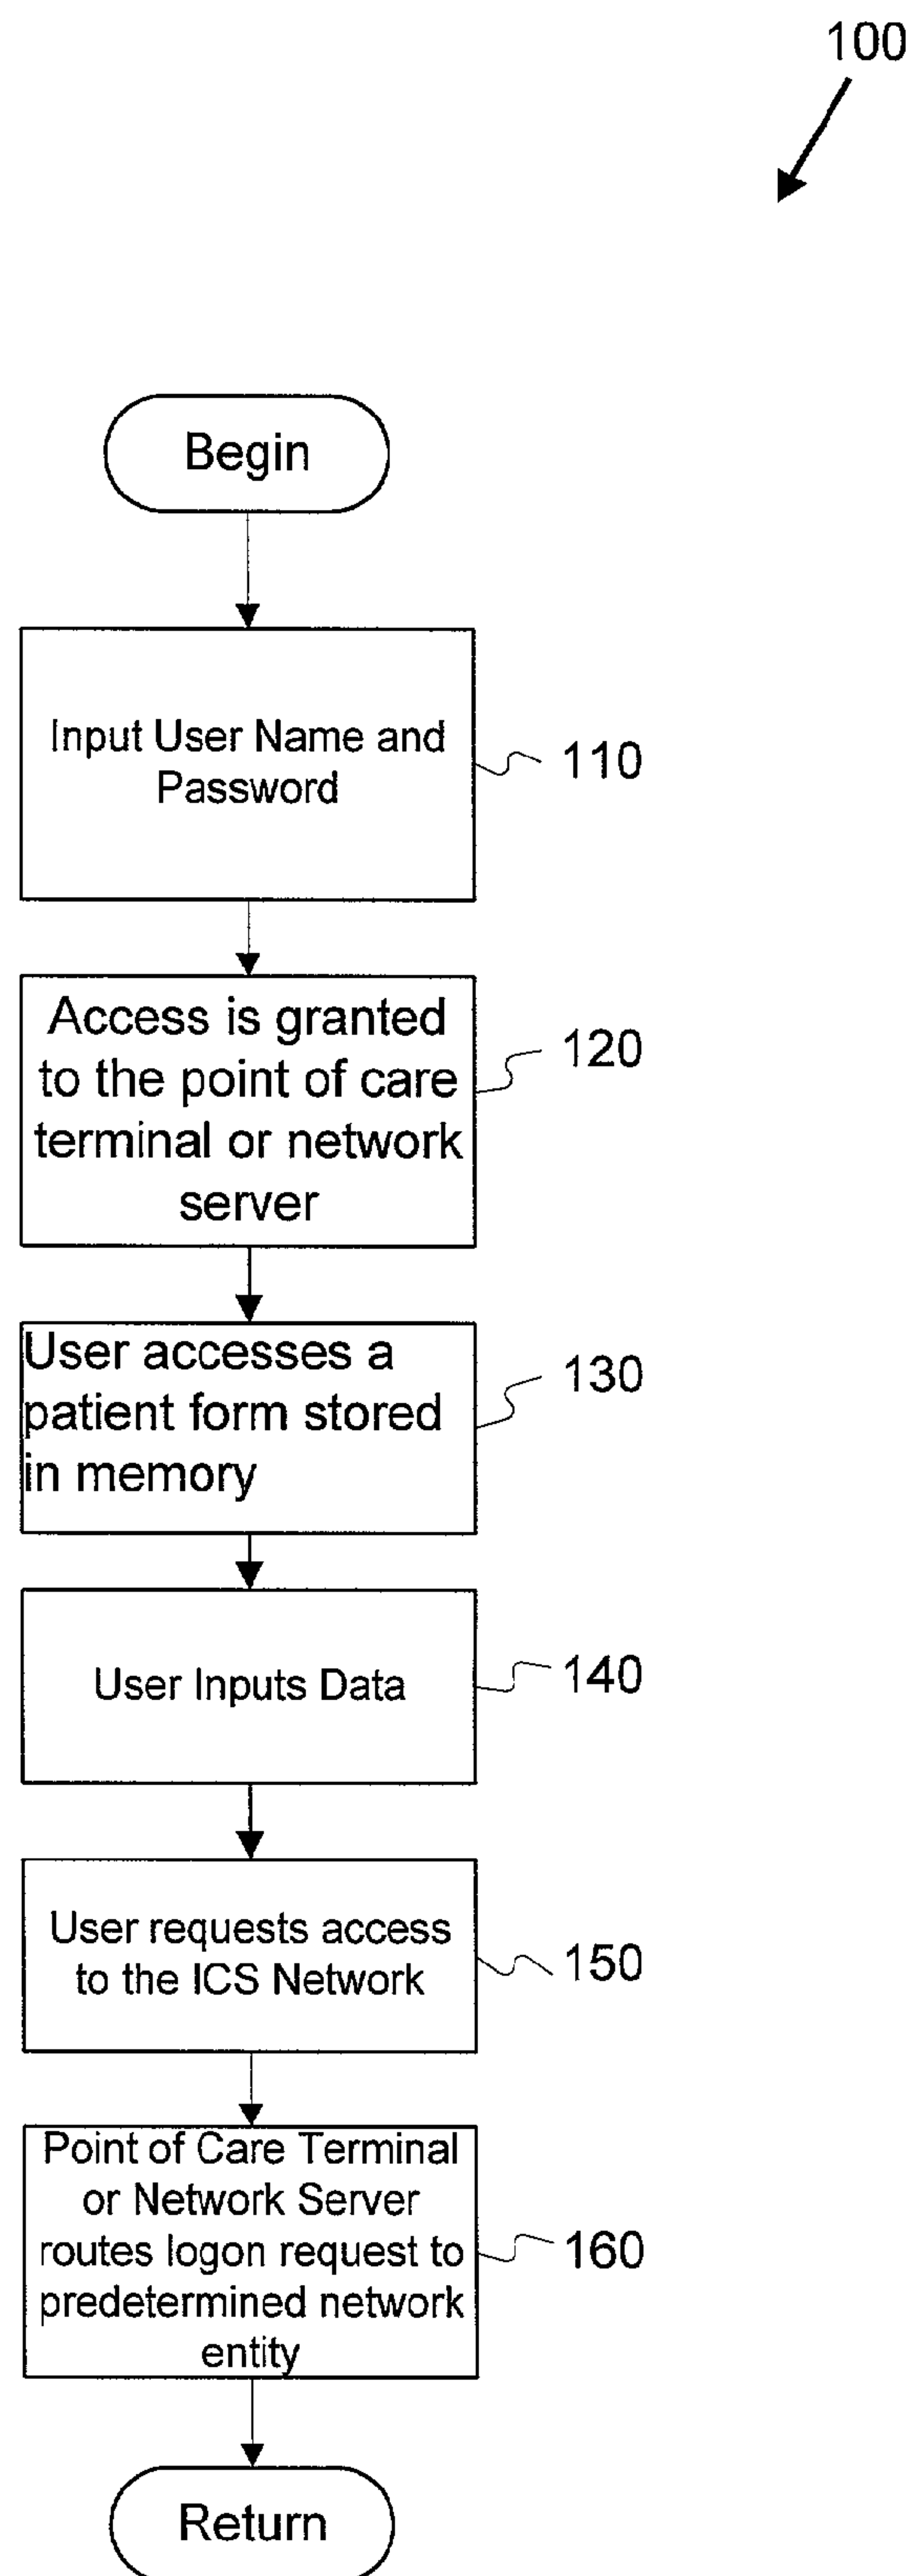 100
Begin
Input User Name and
Password
110
Access is granted
to the point of care
terminal or network
server
120
User accesses a
patient form stored
in memory
130
User Inputs Data
140
User requests access
to the ICS Network
150
Point of Care Terminal
or Network Server
routes logon request to
predetermined network
entity
160
Return